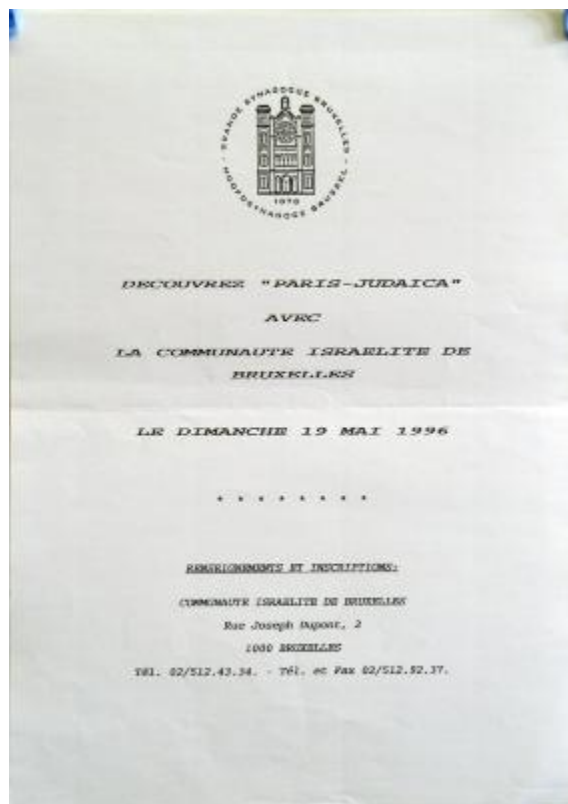 GRANDE SYNAGOGUE BRUXELLES
HOOFDSYNAGOGE BRUSSEL
DECOUVREZ "PARIS-JUDAICA"
AVEC
LA COMMUNAUTE ISRAELITE DE
BRUXELLES
LE DIMANCHE 19 MAI 1996
* * * * * * * *
RENSEIGNEMENTS ET INSCRIPTIONS:
COMMUNAUTE ISRAELITE DE BRUXELLES
Rue Joseph Dupont, 2
1000 BRUXELLES
Tél. 02/512.43.34. - Tél. et Fax 02/512.92.37.